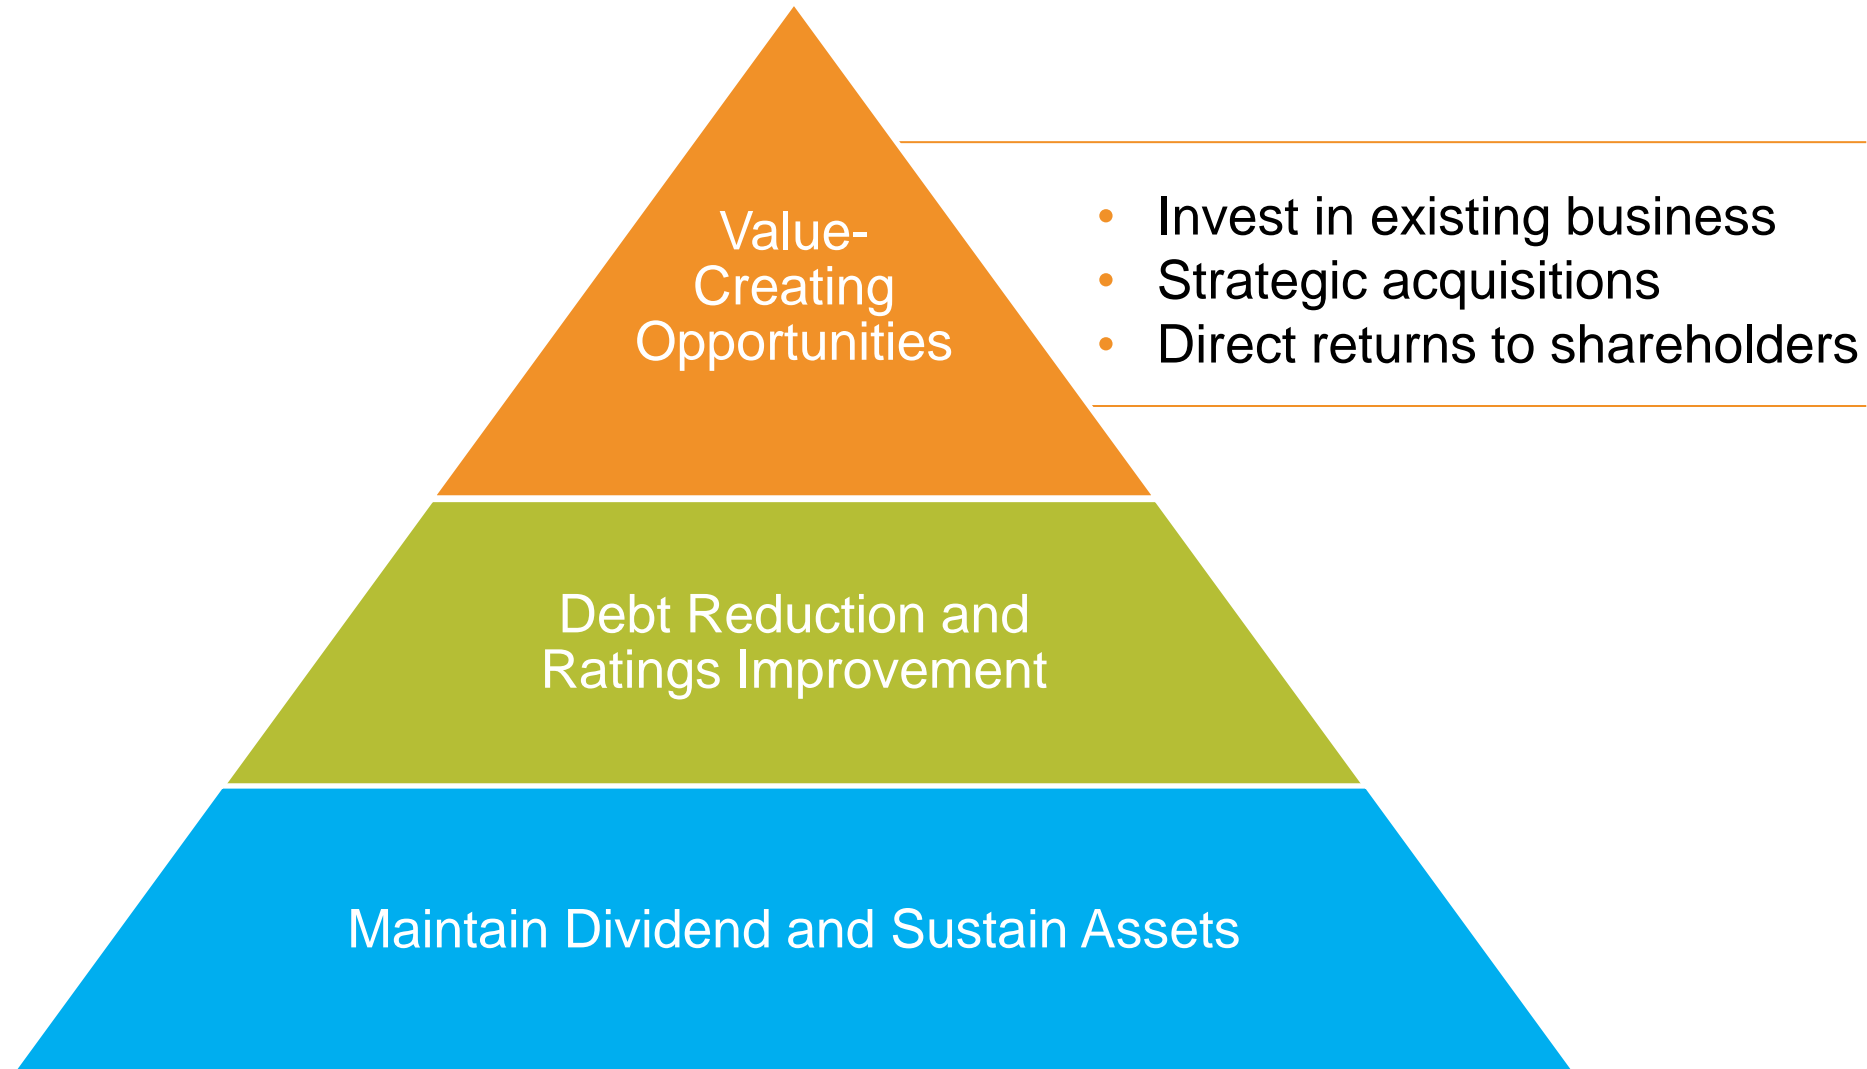 Value-
Creating
Opportunities
• Invest in existing business
• Strategic acquisitions
• Direct returns to shareholders
Debt Reduction and
Ratings Improvement
Maintain Dividend and Sustain Assets